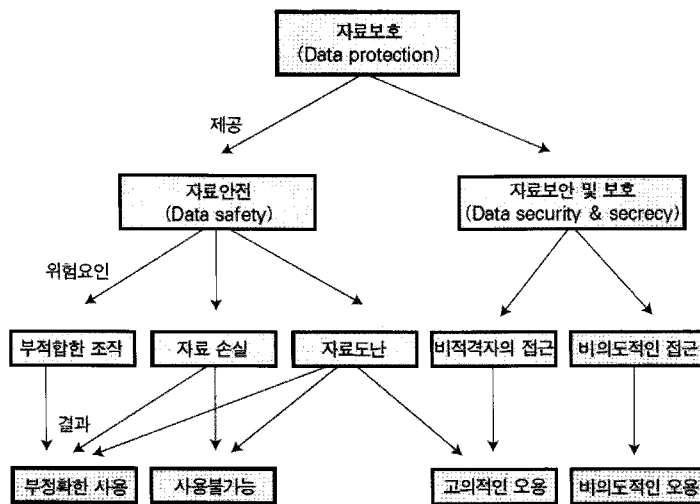 자료보호
(Data protection)
제공
자료안전
(Data safety)
자료보안 및 보호
(Data security & secrecy)
위험요인
부적합한 조작
자료 손실
자료도난
비적격자의 접근
비의도적인 접근
결과
부정확한 사용
사용불가능
고의적인 오용
비의도적인 오용